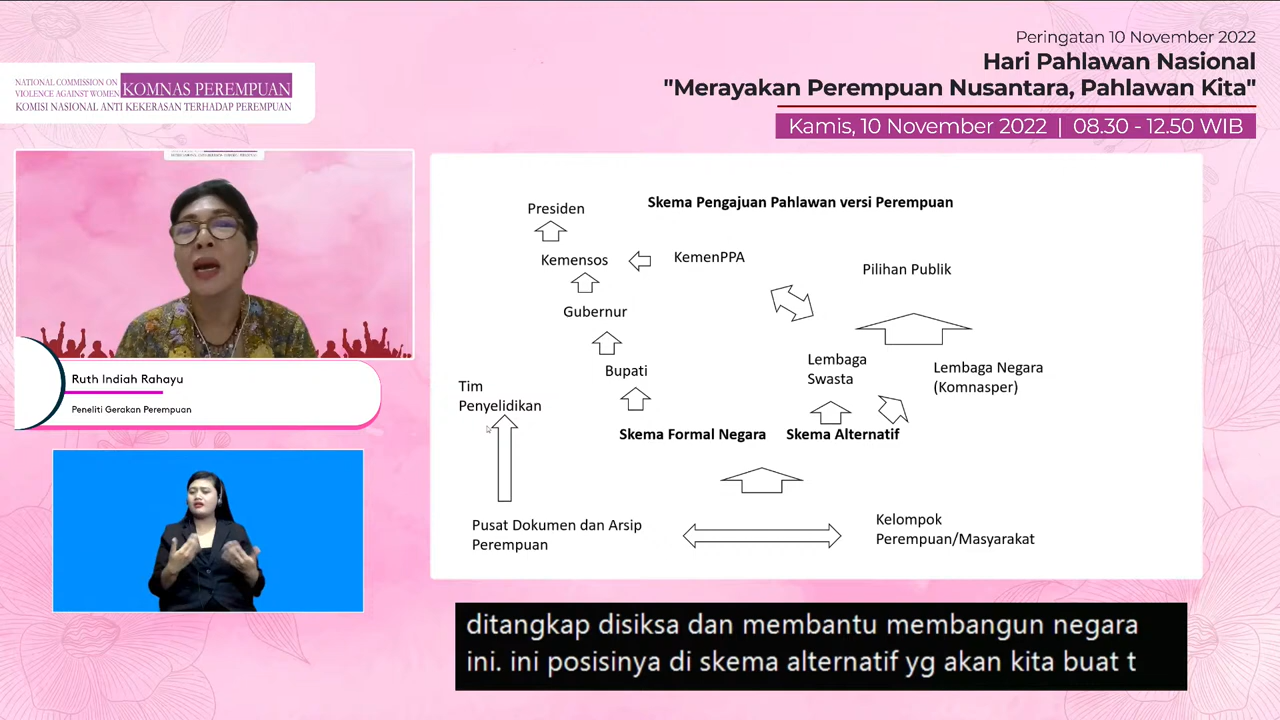 Peringatan 10 November 2022
Hari Pahlawan Nasional
"Merayakan Perempuan Nusantara, Pahlawan Kita"
Kamis, 10 November 2022 | 08.30 - 12.50 WIB
NATIONAL COMMISSION ON
VIOLENCE AGAINST WOMEN
KOMNAS PEREMPUAN
KOMISI NASIONAL ANTI KEKERASAN TERHADAP PEREMPUAN
Ruth Indiah Rahayu
Peneliti Gerakan Perempuan
Skema Pengajuan Pahlawan versi Perempuan
Presiden
Kemensos
KemenPPA
Pilihan Publik
Gubernur
Bupati
Lembaga
Swasta
Lembaga Negara
(Komnasper)
Tim
Penyelidikan
Skema Formal Negara
Skema Alternatif
Pusat Dokumen dan Arsip
Perempuan
Kelompok
Perempuan/Masyarakat
ditangkap disiksa dan membantu membangun negara
ini. ini posisinya di skema alternatif yg akan kita buat t